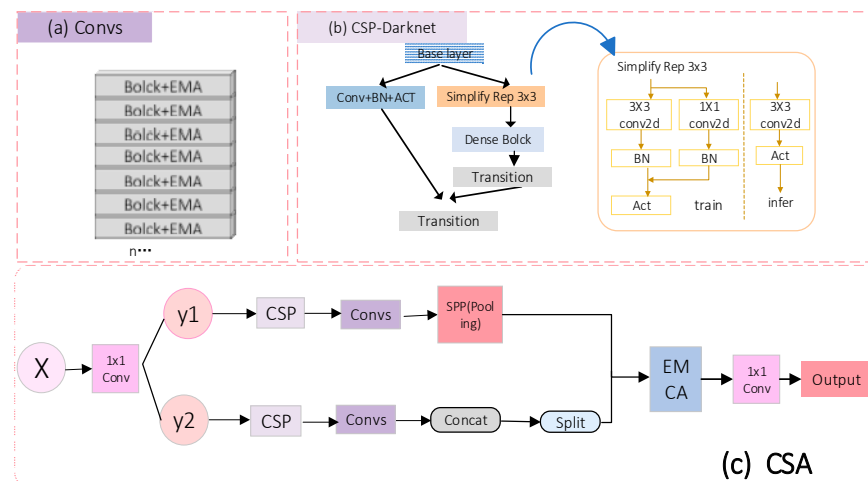 (a) Convs
Bolck+EMA
Bolck+EMA
Bolck+EMA
Bolck+EMA
Bolck+EMA
Bolck+EMA
Bolck+EMA
n···
(b) CSP-Darknet
Base layer
Conv+BN+ACT
Simplify Rep 3x3
Dense Bolck
Transition
Transition
Simplify Rep 3x3
3X3
conv2d
1X1
conv2d
3X3
conv2d
BN
BN
Act
Act
train
infer
X
1x1
Conv
y1
CSP
Convs
SPP(Pool
ing)
y2
CSP
Convs
Concat
Split
EM
CA
1x1
Conv
Output
(c) CSA